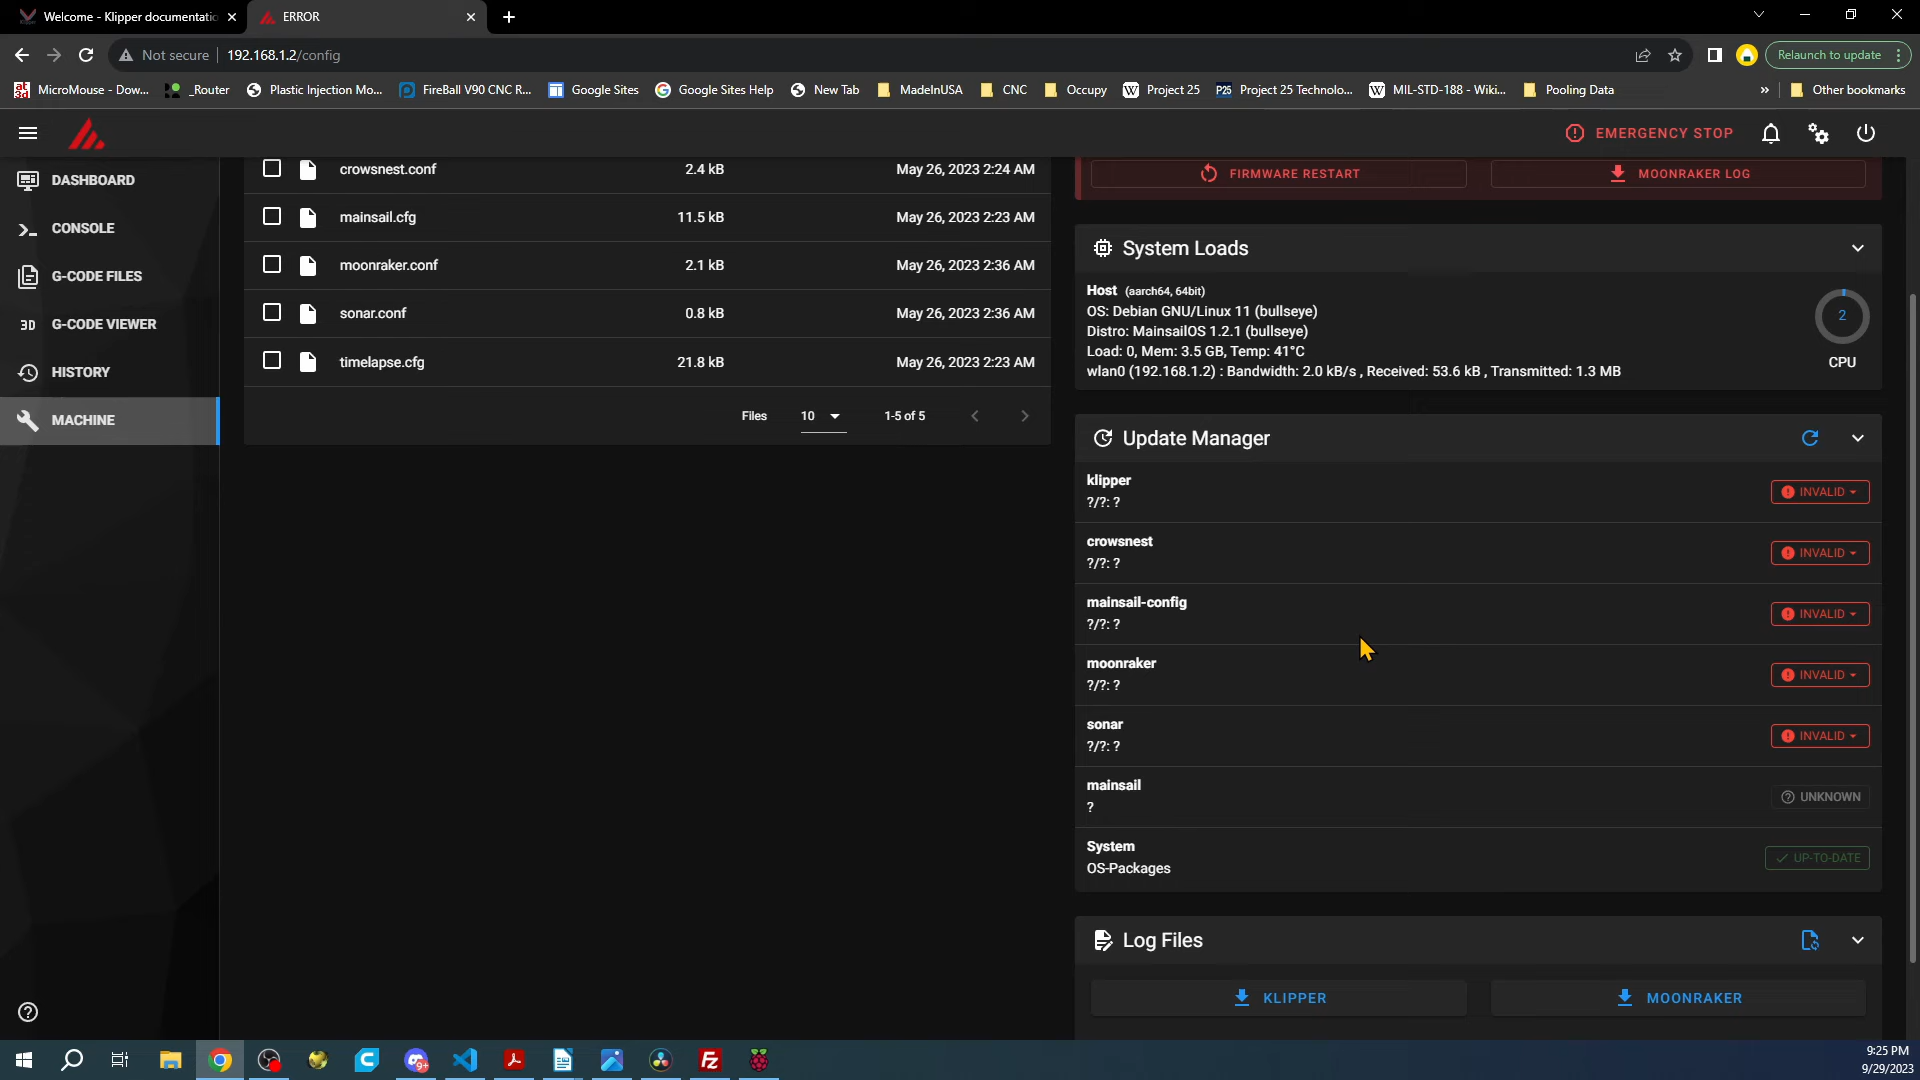 Welcome - Klipper documentatio
ERROR
Not secure
192.168.1.2/config
Relaunch to update
MicroMouse - Dow...
_Router
Plastic Injection Mo...
FireBall V90 CNC R...
Google Sites
Google Sites Help
New Tab
MadeInUSA
CNC
Occupy
Project 25
Project 25 Technolo...
MIL-STD-188 - Wiki...
Pooling Data
»
Other bookmarks
EMERGENCY STOP
DASHBOARD
CONSOLE
G-CODE FILES
3D G-CODE VIEWER
HISTORY
MACHINE
crowsnest.conf 2.4 kB May 26, 2023 2:24 AM
mainsail.cfg 11.5 kB May 26, 2023 2:23 AM
moonraker.conf 2.1 kB May 26, 2023 2:36 AM
sonar.conf 0.8 kB May 26, 2023 2:36 AM
timelapse.cfg 21.8 kB May 26, 2023 2:23 AM
Files 10 1-5 of 5
FIRMWARE RESTART
MOONRAKER LOG
System Loads
Host (aarch64, 64bit)
OS: Debian GNU/Linux 11 (bullseye)
Distro: MainsailOS 1.2.1 (bullseye)
Load: 0, Mem: 3.5 GB, Temp: 41°C
wlan0 (192.168.1.2) : Bandwidth: 2.0 kB/s , Received: 53.6 kB , Transmitted: 1.3 MB
2
CPU
Update Manager
klipper
?/?: ?
INVALID
crowsnest
?/?: ?
INVALID
mainsail-config
?/?: ?
INVALID
moonraker
?/?: ?
INVALID
sonar
?/?: ?
INVALID
mainsail
?
UNKNOWN
System
OS-Packages
UP-TO-DATE
Log Files
KLIPPER
MOONRAKER
9:25 PM
9/29/2023